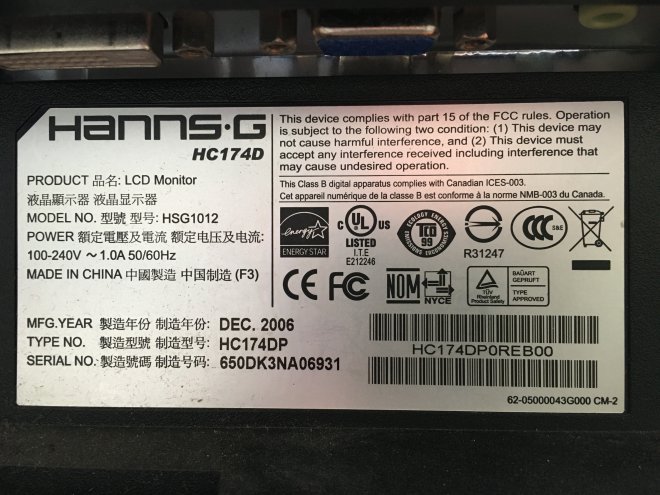 HANNS·G
HC174D
PRODUCT 品名: LCD Monitor
液晶顯示器 液晶显示器
MODEL NO. 型號 型号: HSG1012
POWER 額定電壓及電流 额定电压及电流:
100-240V ～ 1.0A 50/60Hz
MADE IN CHINA 中國製造 中国制造 (F3)
This device complies with part 15 of the FCC rules. Operation
is subject to the following two condition: (1) This device may
not cause harmful interference, and (2) This device must
accept any interference received including interference that
may cause undesired operation.
This Class B digital apparatus complies with Canadian ICES-003.
Cet appareil numérique de la classe B est conforme à la norme NMB-003 du Canada.
energy
ENERGY STAR
C UL US
LISTED
I.T.E
E212246
TCO
99
R31247
CCC
S&E
CE FC NOM
NYCE
TÜV
Rheinland
Product Safety
BAUART
GEPRÜFT
TYPE
APPROVED
MFG.YEAR 製造年份 制造年份: DEC. 2006
TYPE NO. 製造型號 制造型号: HC174DP
SERIAL NO. 製造號碼 制造号码: 650DK3NA06931
HC174DP0REB00
62-05000043G000 CM-2